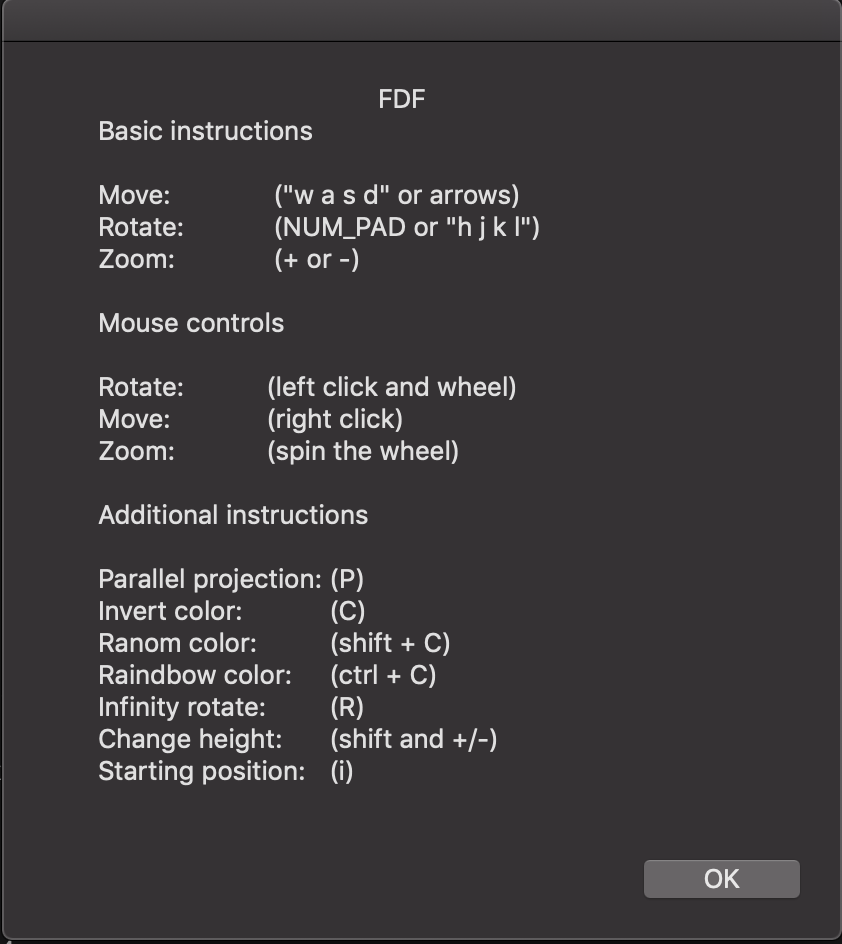 FDF
Basic instructions
Move: ("w a s d" or arrows)
Rotate: (NUM_PAD or "h j k l")
Zoom: (+ or -)
Mouse controls
Rotate: (left click and wheel)
Move: (right click)
Zoom: (spin the wheel)
Additional instructions
Parallel projection: (P)
Invert color: (C)
Ranom color: (shift + C)
Raindbow color: (ctrl + C)
Infinity rotate: (R)
Change height: (shift and +/-)
Starting position: (i)
OK